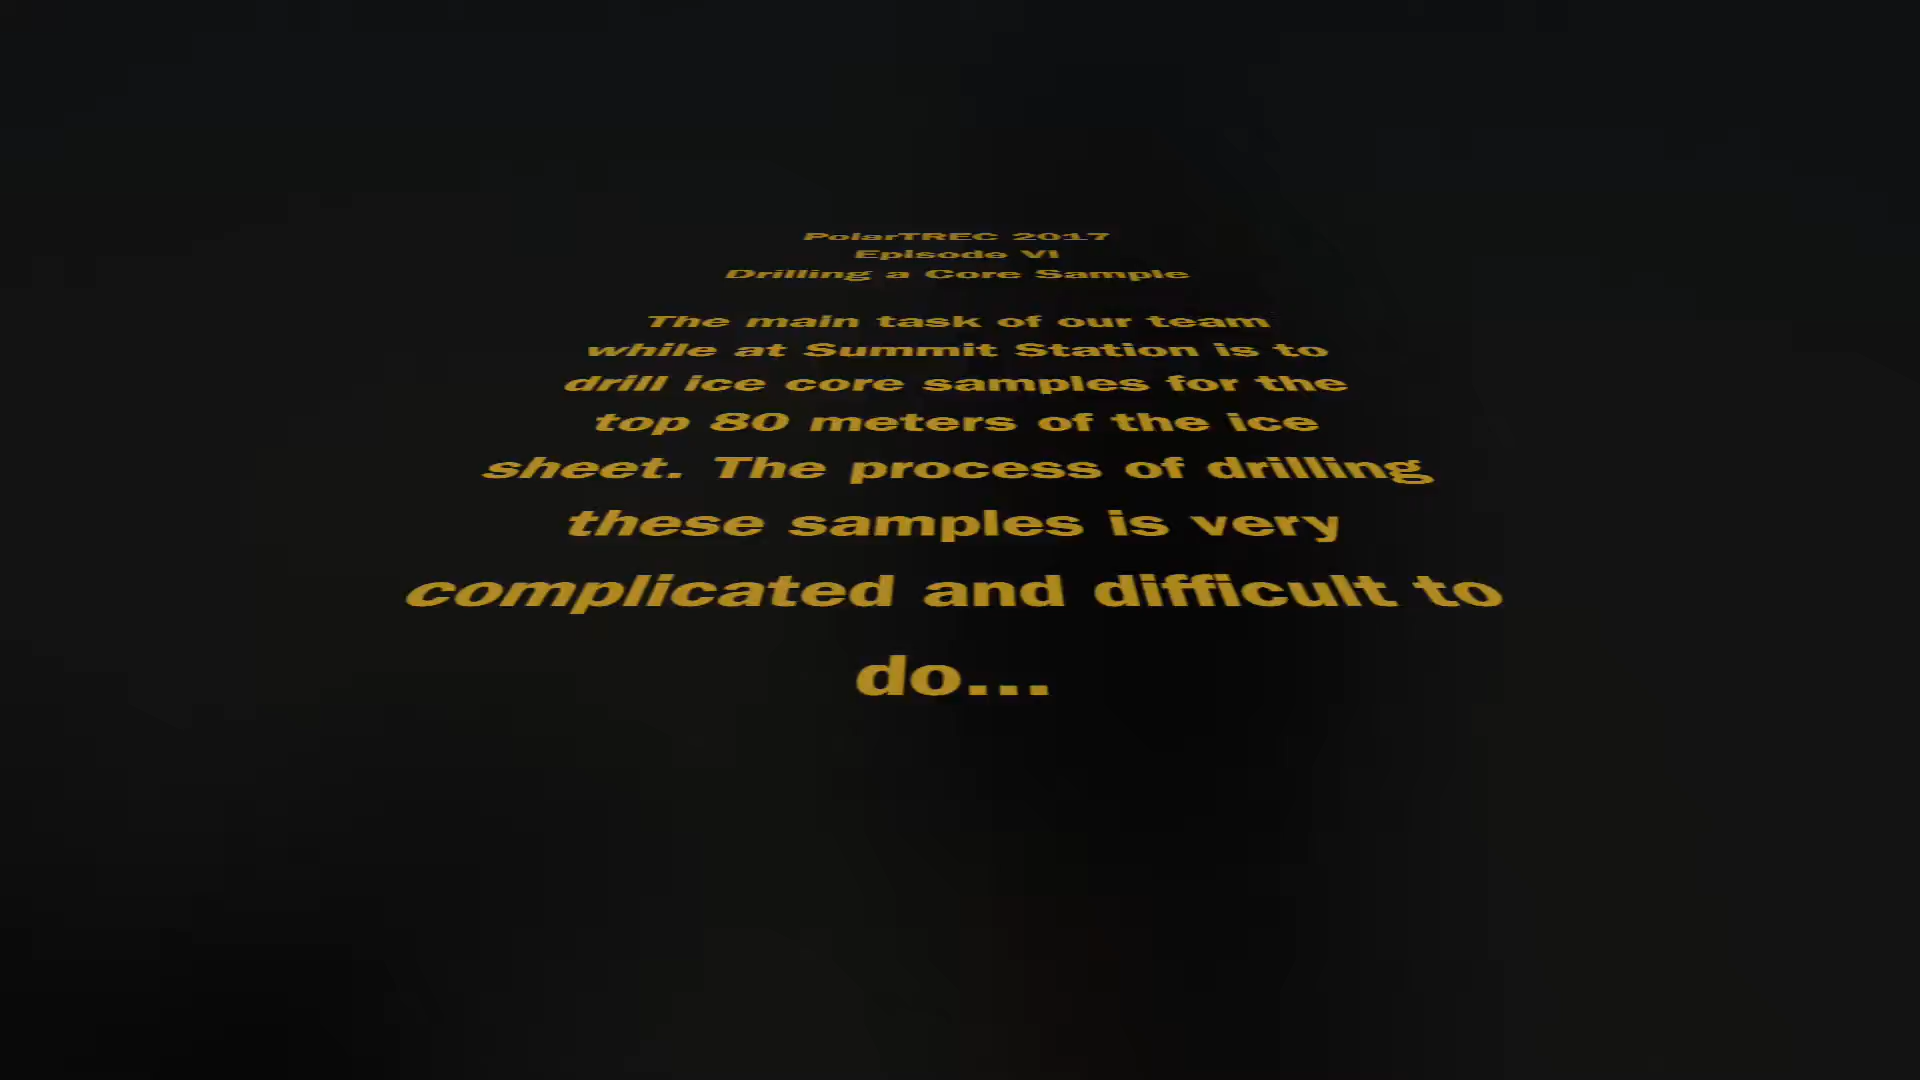 PolarTREC 2017
Episode VI
Drilling a Core Sample
The main task of our team
while at Summit Station is to
drill ice core samples for the
top 80 meters of the ice
sheet. The process of drilling
these samples is very
complicated and difficult to
do...